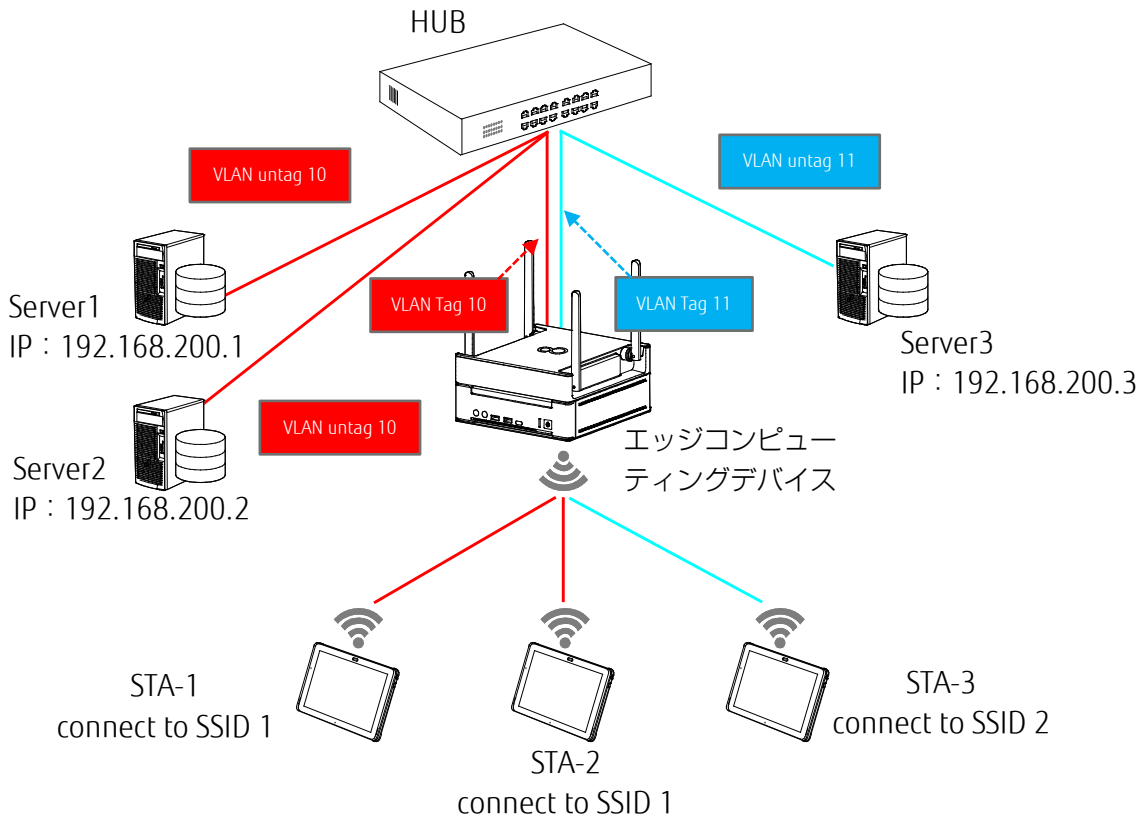 HUB
VLAN untag 10
VLAN untag 11
VLAN Tag 10
VLAN Tag 11
Server1
IP：192.168.200.1
Server3
IP：192.168.200.3
VLAN untag 10
Server2
IP：192.168.200.2
エッジコンピュー
ティングデバイス
STA-1
connect to SSID 1
STA-2
connect to SSID 1
STA-3
connect to SSID 2